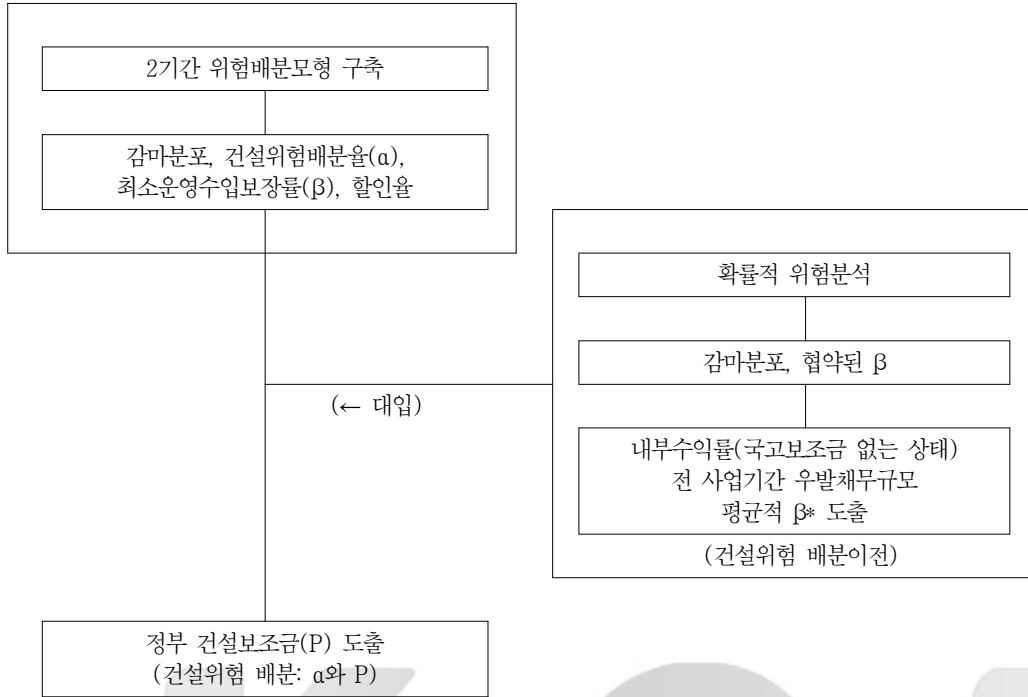 2기간 위험배분모형 구축
감마분포, 건설위험배분율(α),
최소운영수입보장률(β), 할인율
확률적 위험분석
감마분포, 협약된 β
(← 대입)
내부수익률(국고보조금 없는 상태)
전 사업기간 우발채무규모
평균적 β* 도출
(건설위험 배분이전)
정부 건설보조금(P) 도출
(건설위험 배분: α와 P)